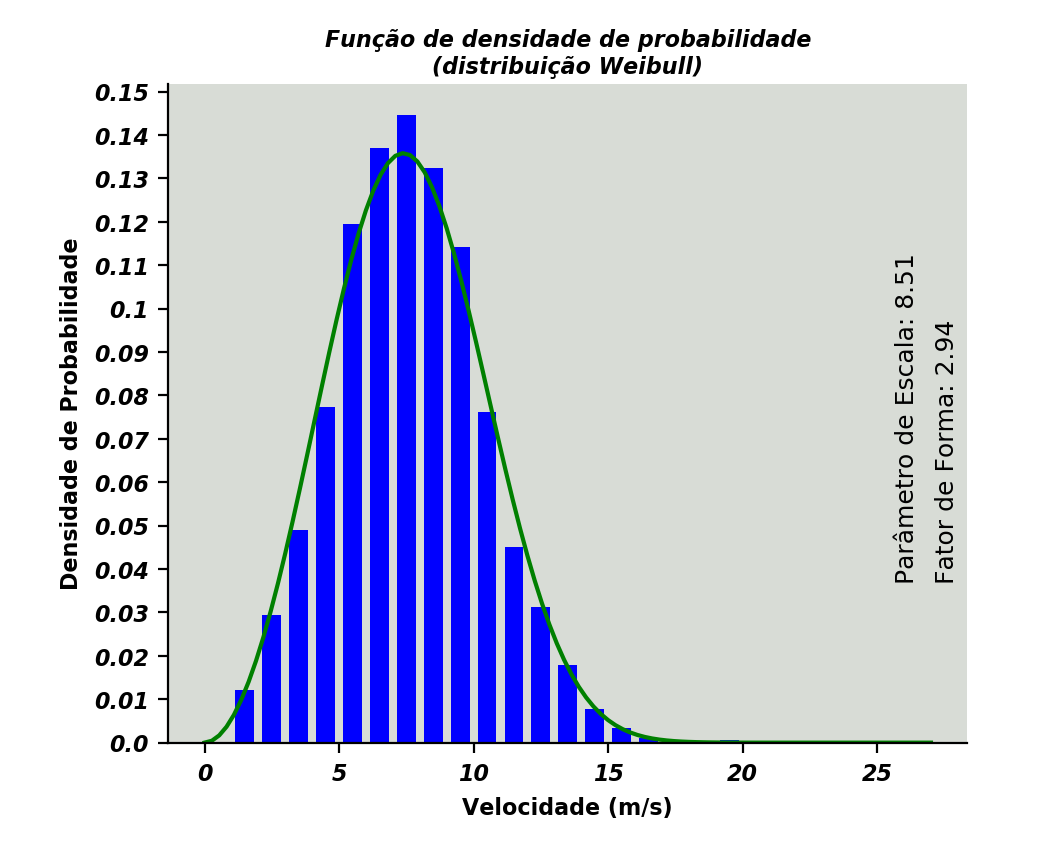 Função de densidade de probabilidade
(distribuição Weibull)
0.15
0.14
0.13
0.12
0.11
0.1
0.09
0.08
0.07
0.06
0.05
0.04
0.03
0.02
0.01
0.0
Densidade de Probabilidade
0 5 10 15 20 25
Velocidade (m/s)
Parâmetro de Escala: 8.51
Fator de Forma: 2.94